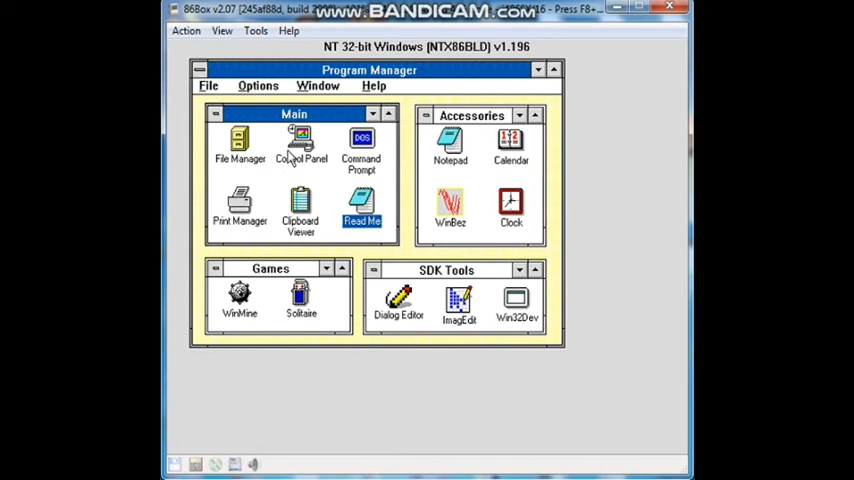 86Box v2.07 [245af88d, build
Press F8+...
www.BANDICAM.com
Action View Tools Help
NT 32-bit Windows (NTX86BLD) v1.196
Program Manager
File Options Window Help
Main
File Manager
Control Panel
Command Prompt
Print Manager
Clipboard Viewer
Read Me
Accessories
Notepad
Calendar
WinBez
Clock
Games
WinMine
Solitaire
SDK Tools
Dialog Editor
ImagEdit
Win32Dev
DOS